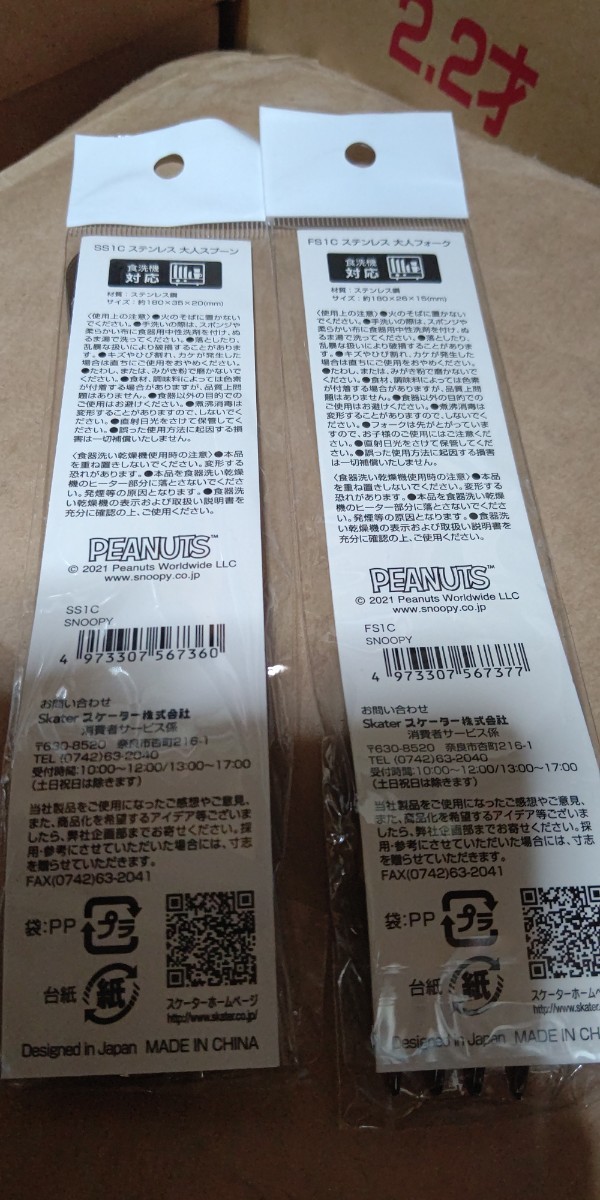 2.2才
SS1C ステンレス 大人スプーン
食洗機
対応
材質：ステンレス鋼
サイズ：約180×35×20(mm)
〈使用上の注意〉●火のそばに置かない
でください。●手洗いの際は、スポンジや
柔らかい布に食器用中性洗剤を付け、ぬ
るま湯で洗ってください。●落としたり、
乱暴な扱いにより破損することがありま
す。●キズやひび割れ、カケが発生した
場合は直ちにご使用をおやめください。
●たわし、または、みがき粉で磨かないで
ください。●食材、調味料によっては色素
が付着する場合がありますが、品質上問
題はありません。●食器以外の目的での
ご使用はお避けください。●煮沸消毒は
変形することがありますので、しないでく
ださい。●直射日光をさけて保管してくだ
さい。●誤った使用方法に起因する損
害は一切補償いたしません。
〈食器洗い乾燥機使用時の注意〉●本品
を重ね置きしないでください。変形する
恐れがあります。●本品を食器洗い乾燥
機のヒーター部分に落とさないでくださ
い。発煙等の原因となります。●食器洗
い乾燥機の表示および取扱い説明書を
充分に確認の上、ご使用ください。
PEANUTS™
© 2021 Peanuts Worldwide LLC
www.snoopy.co.jp
SS1C
SNOOPY
4 973307 567360
お問い合わせ
Skater スケーター株式会社
消費者サービス係
〒630-8520 奈良市杏町216-1
TEL (0742)63-2040
受付時間:10:00〜12:00/13:00〜17:00
(土日祝日は除きます)
当社製品をご使用になったご感想やご意見、
また、商品化を希望するアイデア等ございま
したら、弊社企画部までお寄せください。採
用・参考にさせていただいた場合には、寸志
を贈らせていただきます。
FAX(0742)63-2041
袋:PP
プラ
台紙
紙
スケーターホームページ
http://www.skater.co.jp/
Designed in Japan MADE IN CHINA
FS1C ステンレス 大人フォーク
食洗機
対応
材質：ステンレス鋼
サイズ：約180×26×15(mm)
〈使用上の注意〉●火のそばに置かない
でください。●手洗いの際は、スポンジや
柔らかい布に食器用中性洗剤を付け、ぬ
るま湯で洗ってください。●落としたり、
乱暴な扱いにより破損することがありま
す。●キズやひび割れ、カケが発生した
場合は直ちにご使用をおやめください。
●たわし、または、みがき粉で磨かないで
ください。●食材、調味料によっては色素
が付着する場合がありますが、品質上問
題はありません。●食器以外の目的での
ご使用はお避けください。●煮沸消毒は
変形することがありますので、しないでく
ださい。●フォークは先がとがっています
ので、お子様のご使用にはご注意くださ
い。●直射日光をさけて保管してくださ
い。●誤った使用方法に起因する損害は
一切補償いたしません。
〈食器洗い乾燥機使用時の注意〉●本品
を重ね置きしないでください。変形する
恐れがあります。●本品を食器洗い乾燥
機のヒーター部分に落とさないでくださ
い。発煙等の原因となります。●食器洗
い乾燥機の表示および取扱い説明書を
充分に確認の上、ご使用ください。
PEANUTS™
© 2021 Peanuts Worldwide LLC
www.snoopy.co.jp
FS1C
SNOOPY
4 973307 567377
お問い合わせ
Skater スケーター株式会社
消費者サービス係
〒630-8520 奈良市杏町216-1
TEL (0742)63-2040
受付時間:10:00〜12:00/13:00〜17:00
(土日祝日は除きます)
当社製品をご使用になったご感想やご意見、
また、商品化を希望するアイデア等ございま
したら、弊社企画部までお寄せください。採
用・参考にさせていただいた場合には、寸志
を贈らせていただきます。
FAX(0742)63-2041
袋:PP
プラ
台紙
紙
スケーターホームペ
http://www.skater.c
Designed in Japan MADE IN CH